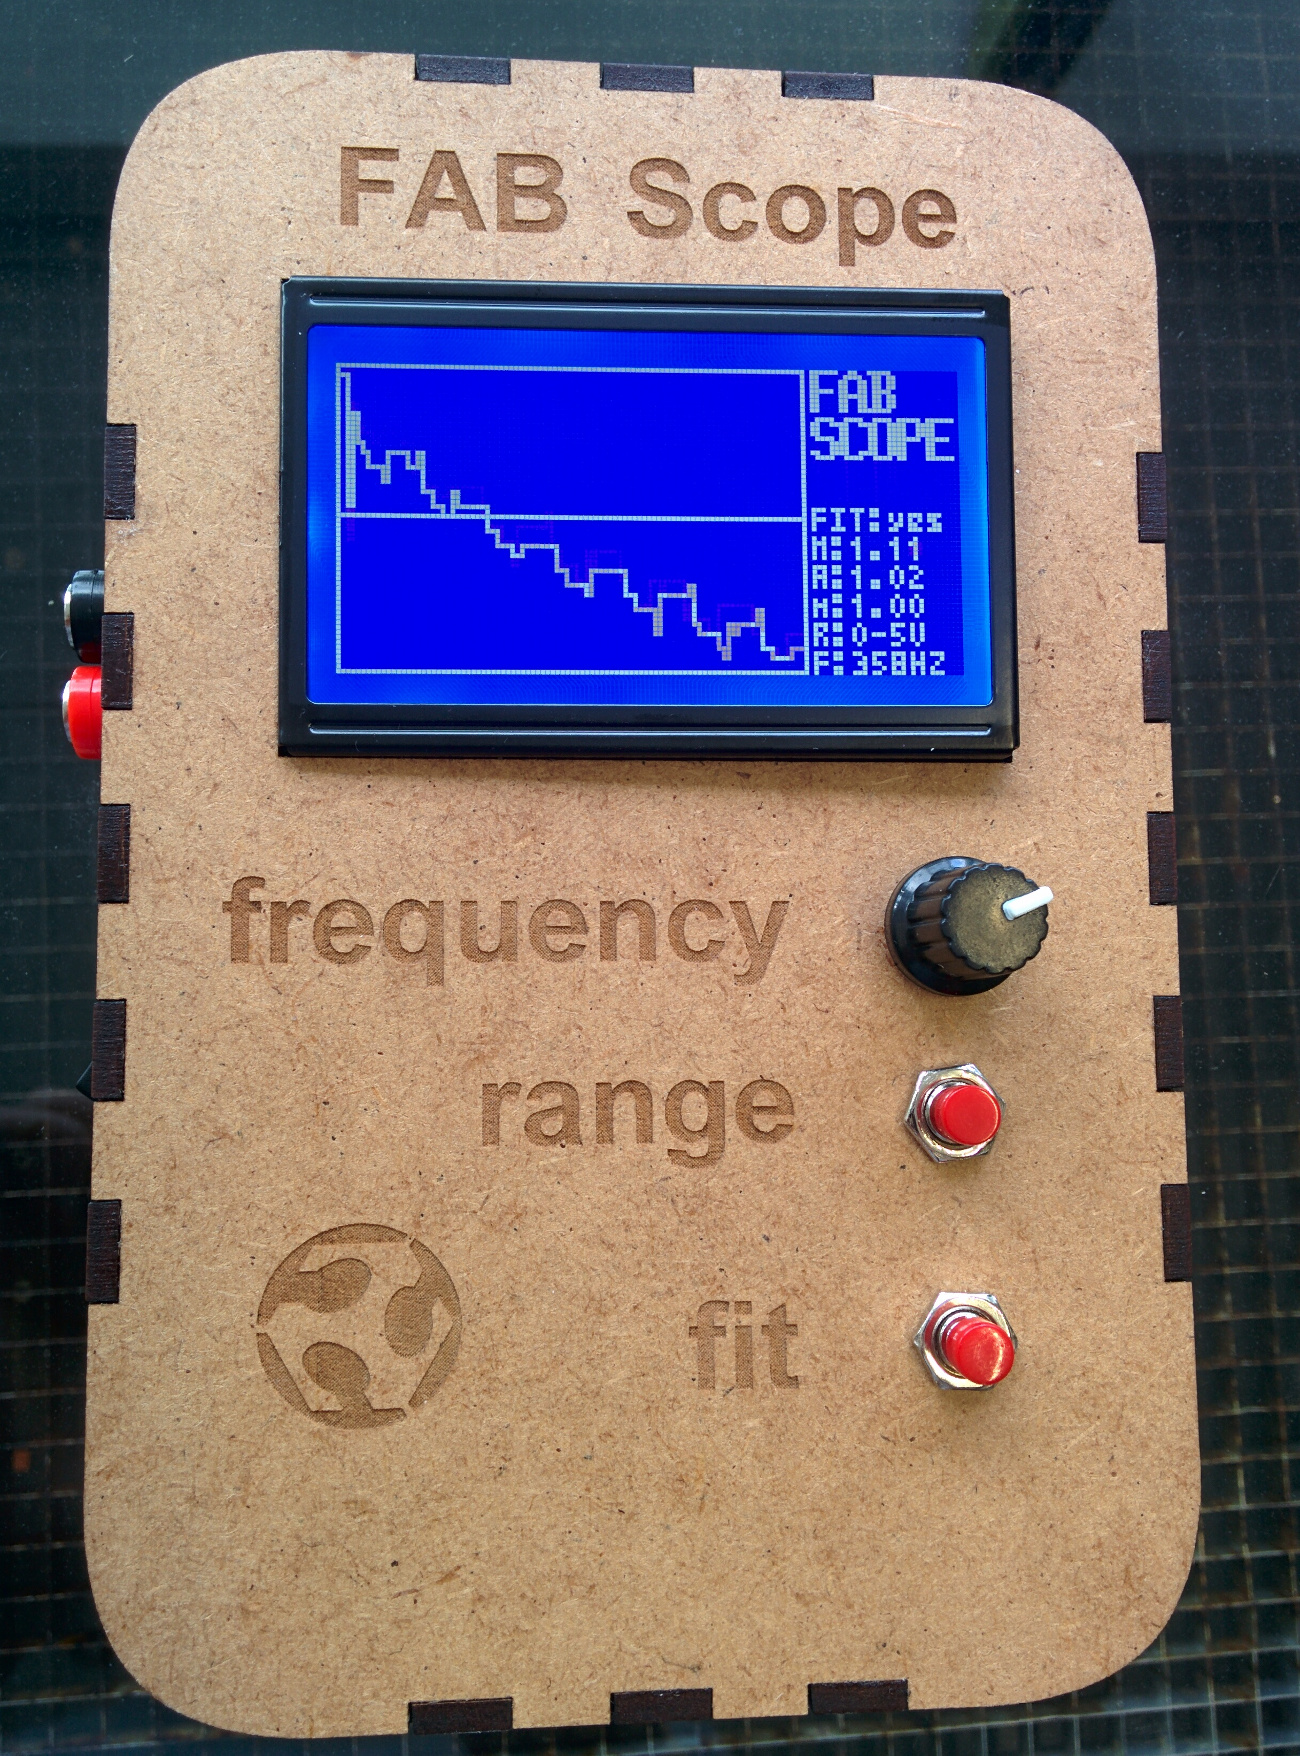 FAB Scope
FAB
SCOPE
FIT:yes
M:1.11
A:1.02
m:1.00
R:0-5V
F:358HZ
frequency
range
fit